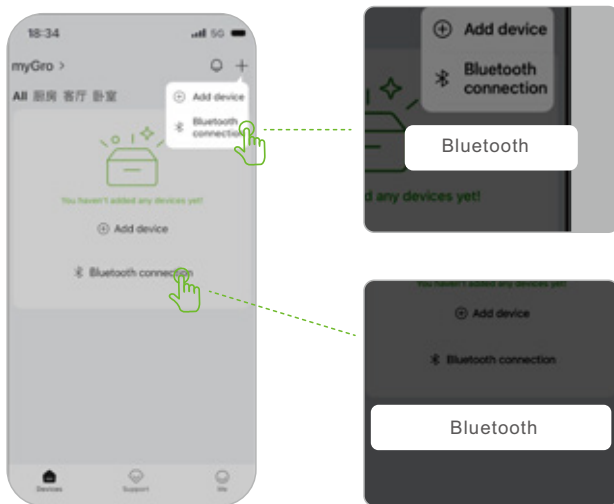 18:34
5G
myGro >
All 厨房 客厅 卧室
Add device
Bluetooth
connection
You haven't added any devices yet!
Add device
Bluetooth connection
Devices
Support
Me
Add device
Bluetooth
connection
Bluetooth
d any devices yet!
You haven't added any devices yet!
Add device
Bluetooth connection
Bluetooth